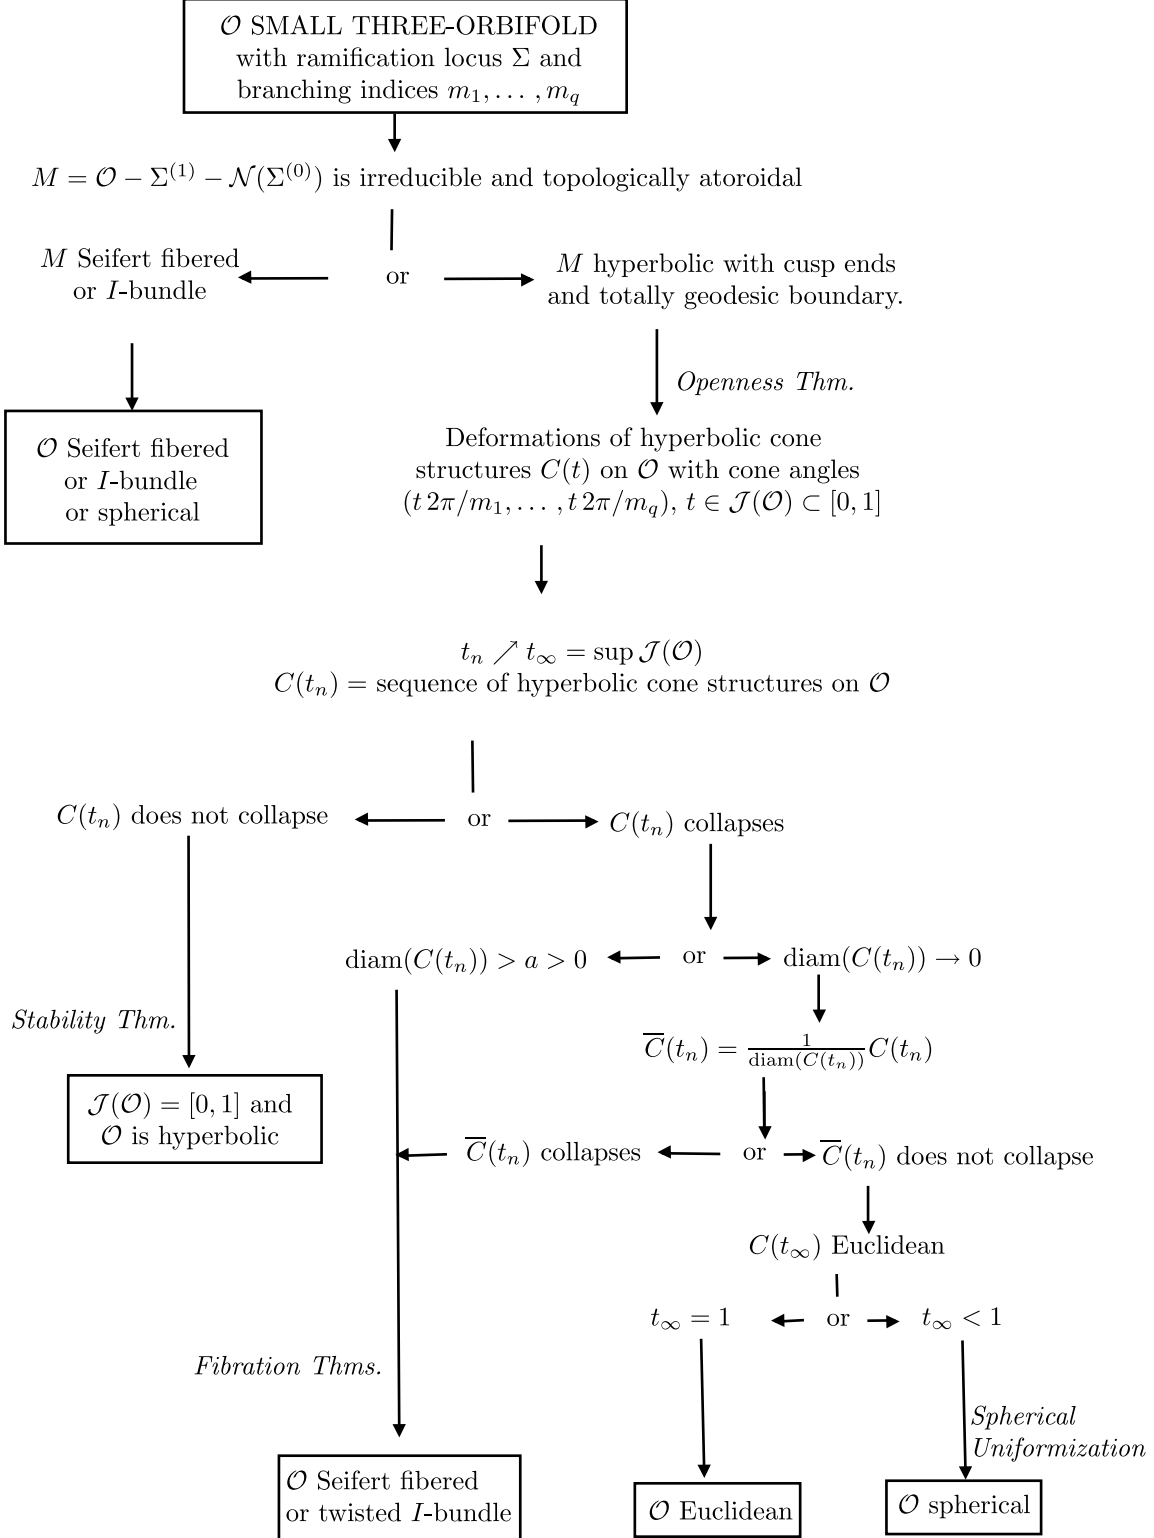 𝒪 SMALL THREE-ORBIFOLD
with ramification locus Σ and
branching indices m₁, . . . , m_q
M = 𝒪 − Σ⁽¹⁾ − 𝒩(Σ⁽⁰⁾) is irreducible and topologically atoroidal
M Seifert fibered
or I-bundle
or
M hyperbolic with cusp ends
and totally geodesic boundary.
Openness Thm.
𝒪 Seifert fibered
or I-bundle
or spherical
Deformations of hyperbolic cone
structures C(t) on 𝒪 with cone angles
(t 2π/m₁, . . . , t 2π/m_q), t ∈ 𝒥(𝒪) ⊂ [0, 1]
t_n ↗ t_∞ = sup 𝒥(𝒪)
C(t_n) = sequence of hyperbolic cone structures on 𝒪
C(t_n) does not collapse
or
C(t_n) collapses
diam(C(t_n)) > a > 0
or
diam(C(t_n)) → 0
Stability Thm.
C̅(t_n) = 1/diam(C(t_n)) C(t_n)
𝒥(𝒪) = [0, 1] and
𝒪 is hyperbolic
C̅(t_n) collapses
or
C̅(t_n) does not collapse
C(t_∞) Euclidean
t_∞ = 1
or
t_∞ < 1
Fibration Thms.
Spherical
Uniformization
𝒪 Seifert fibered
or twisted I-bundle
𝒪 Euclidean
𝒪 spherical